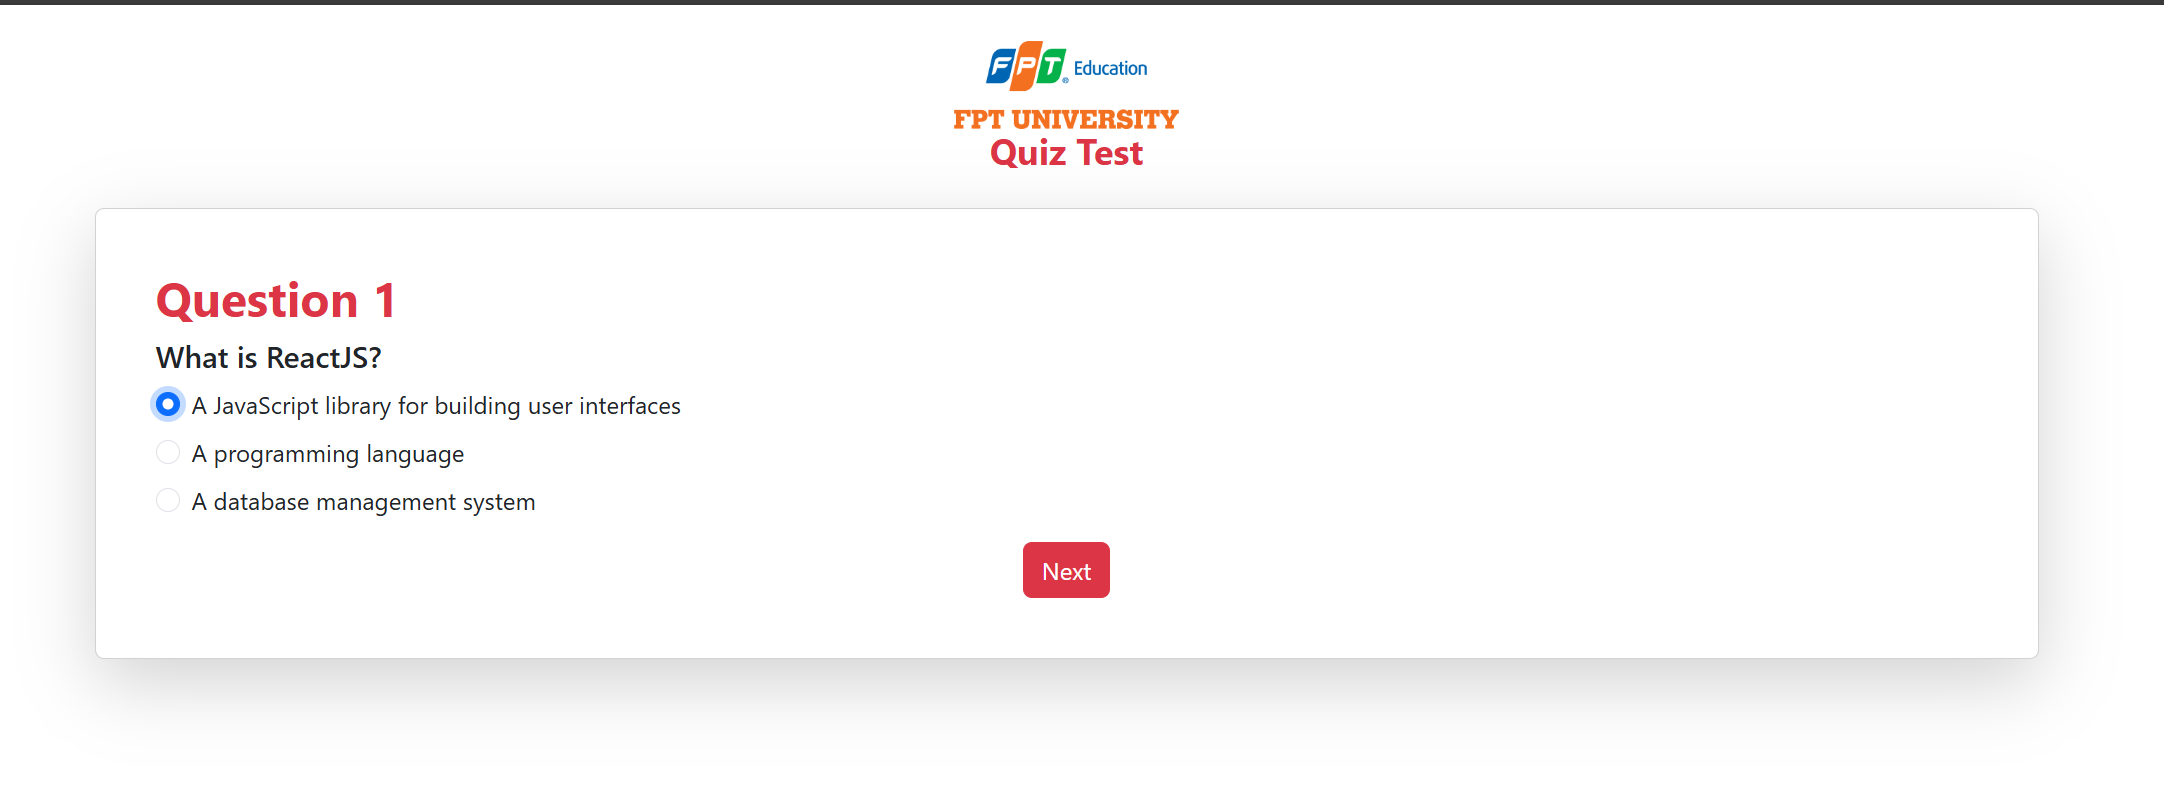 FPT® Education
FPT UNIVERSITY
Quiz Test
Question 1
What is ReactJS?
A JavaScript library for building user interfaces
A programming language
A database management system
Next